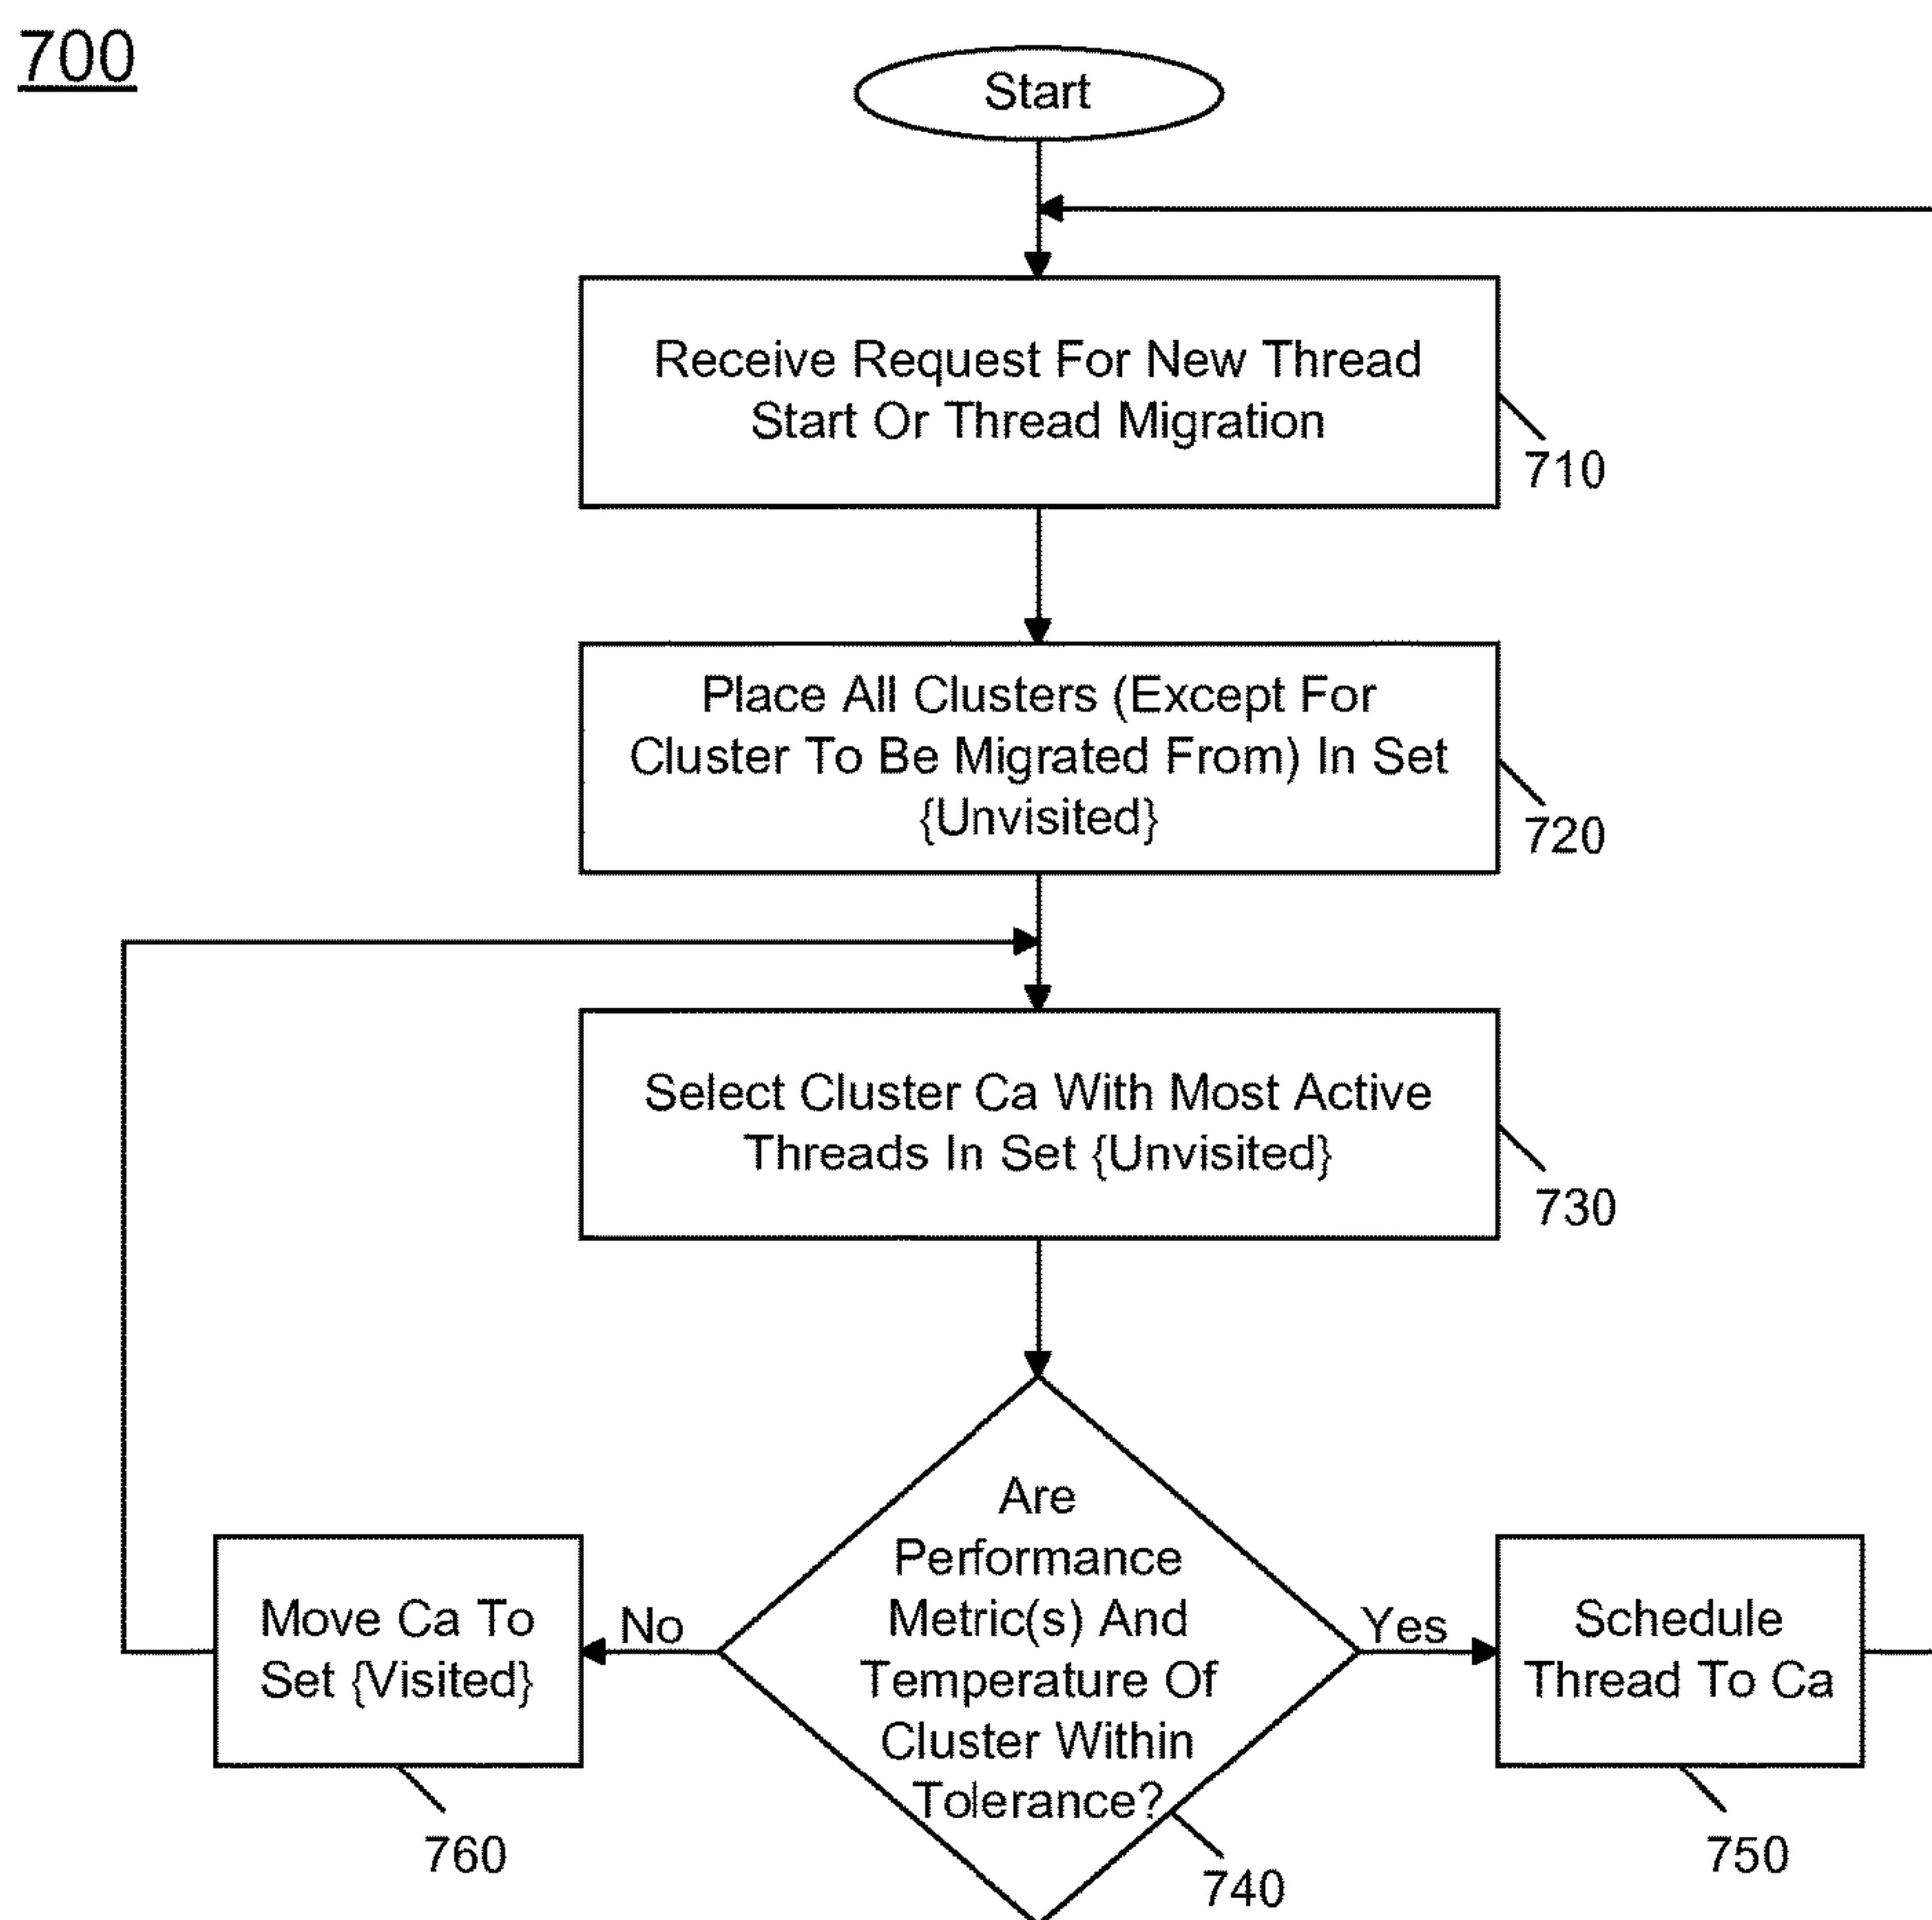 700
Start
Receive Request For New Thread
Start Or Thread Migration
710
Place All Clusters (Except For
Cluster To Be Migrated From) In Set
{Unvisited}
720
Select Cluster Ca With Most Active
Threads In Set {Unvisited}
730
Are
Performance
Metric(s) And
Temperature Of
Cluster Within
Tolerance?
740
No
Yes
Move Ca To
Set {Visited}
760
Schedule
Thread To Ca
750